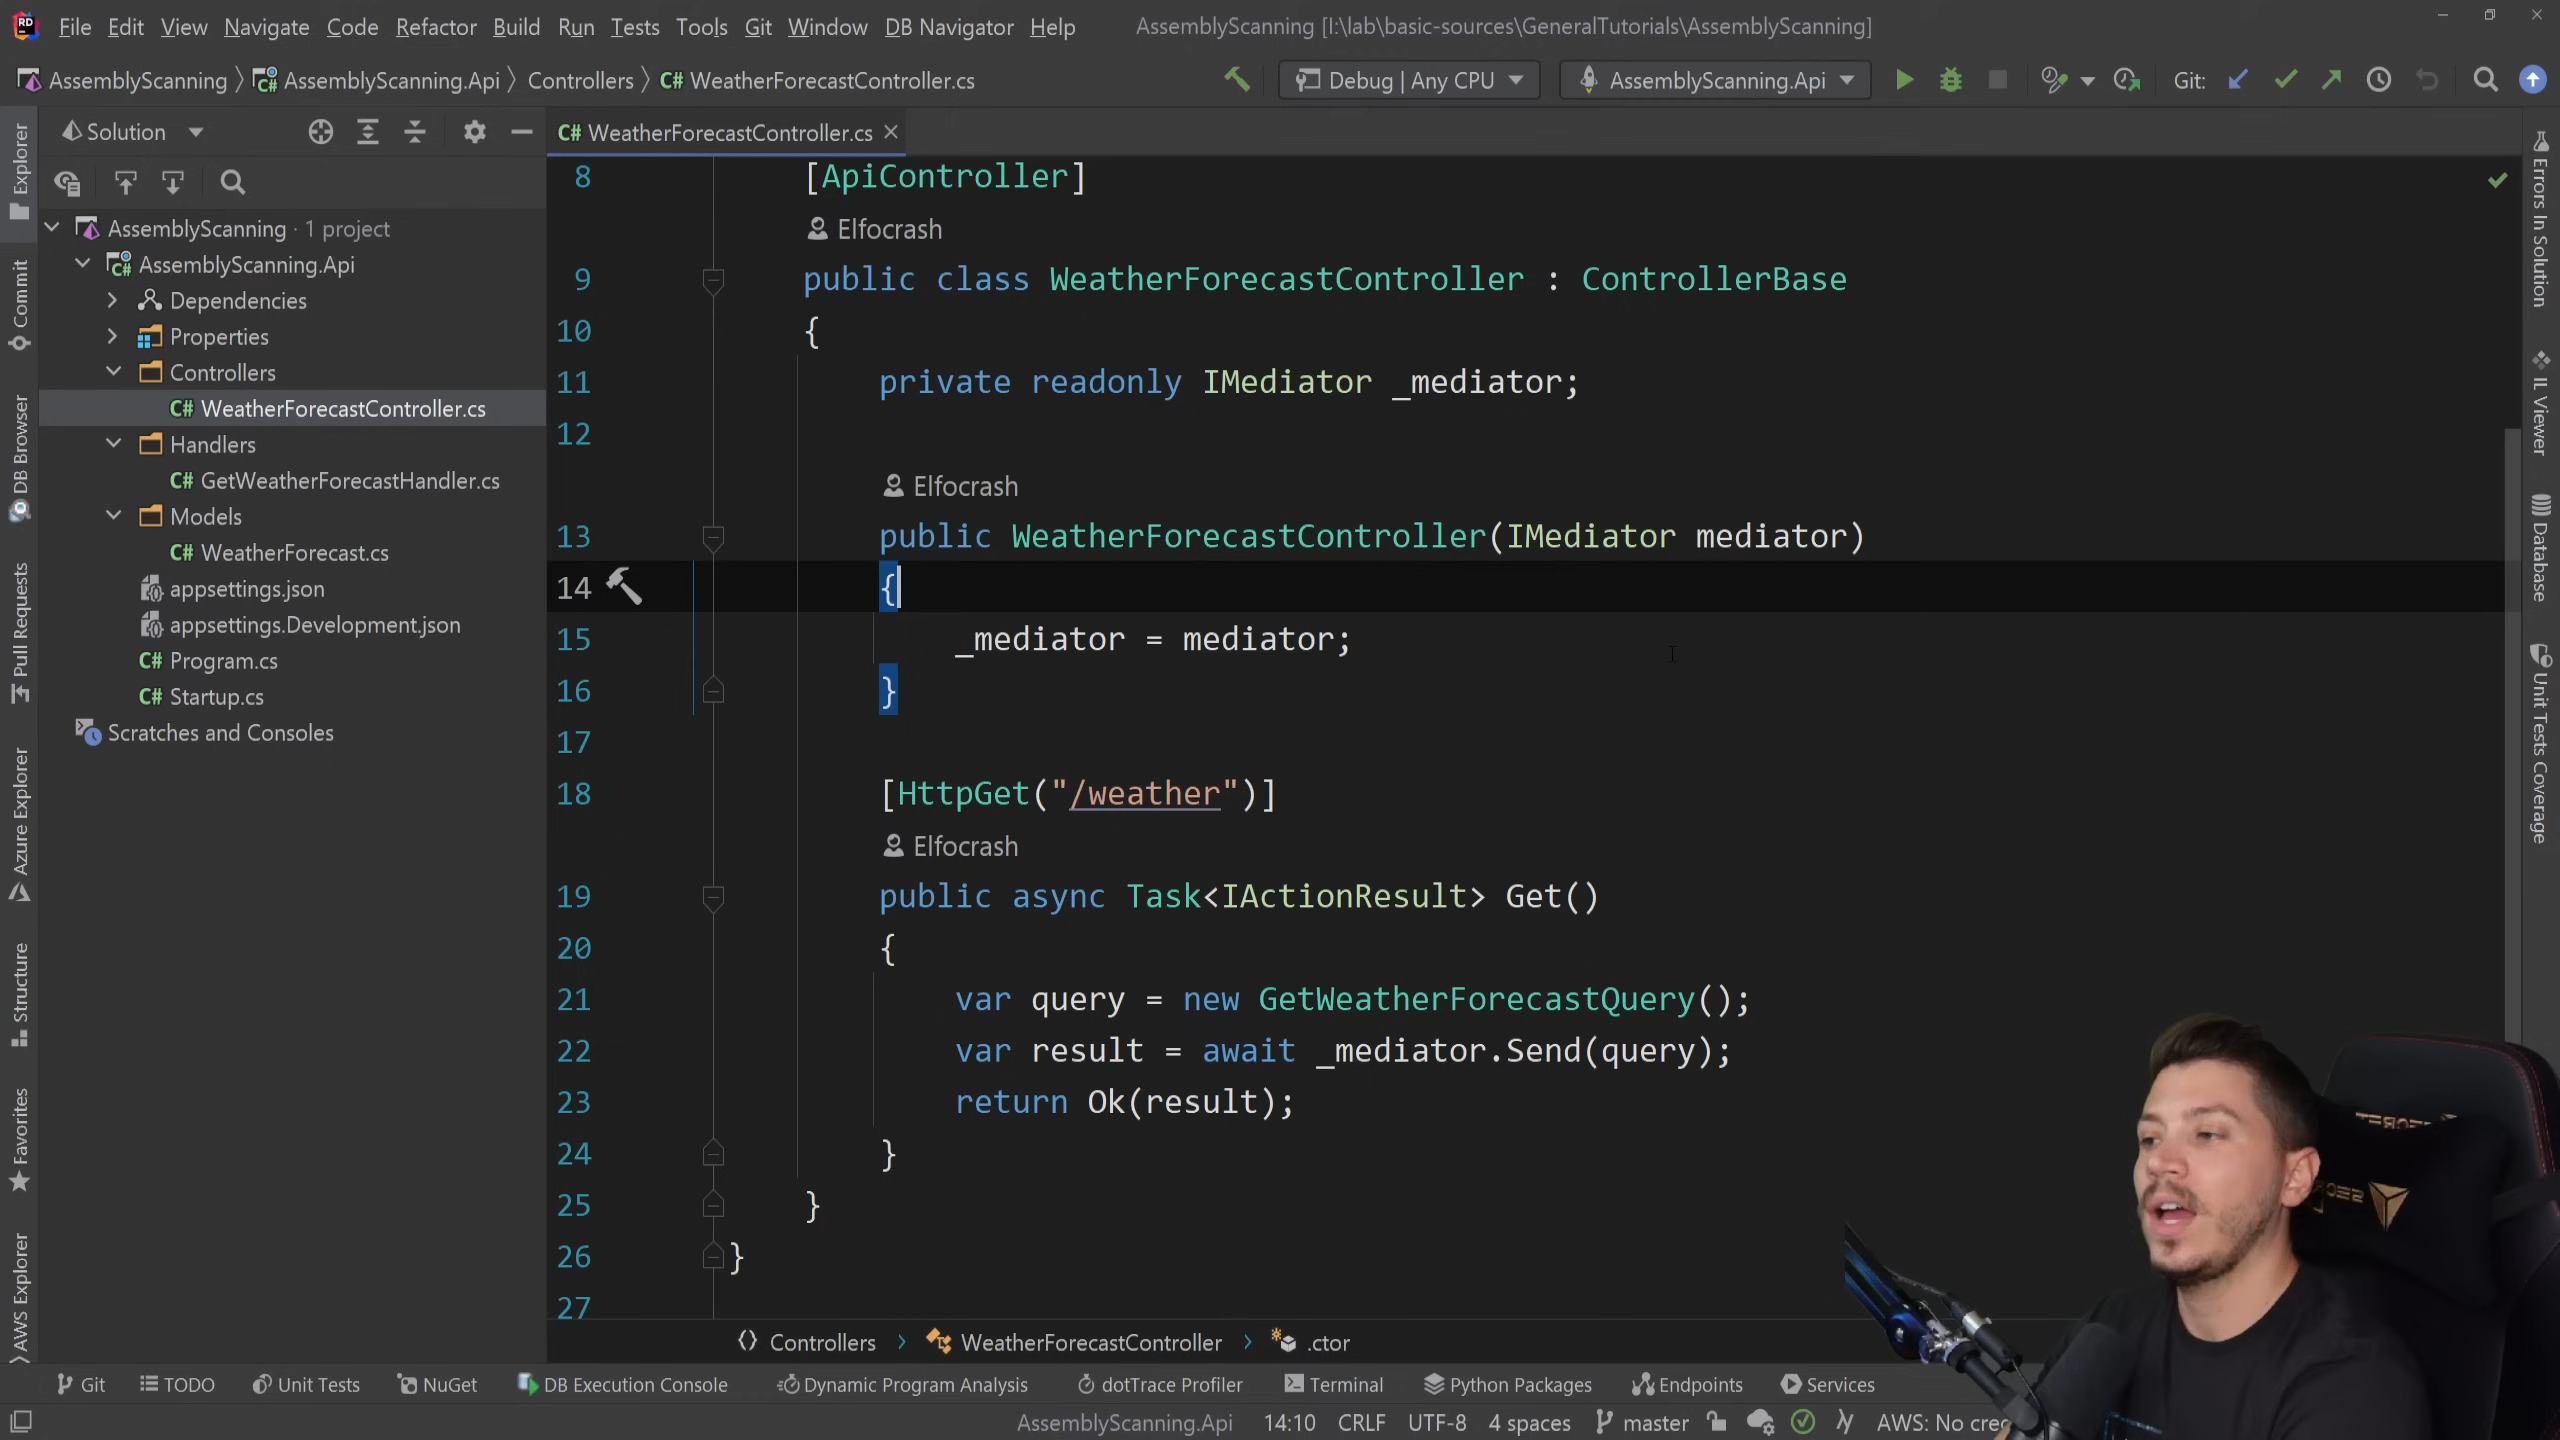 File Edit View Navigate Code Refactor Build Run Tests Tools Git Window DB Navigator Help AssemblyScanning [I:\lab\basic-sources\GeneralTutorials\AssemblyScanning]
AssemblyScanning AssemblyScanning.Api Controllers C# WeatherForecastController.cs Debug | Any CPU AssemblyScanning.Api Git:
Solution
C# WeatherForecastController.cs
AssemblyScanning · 1 project
AssemblyScanning.Api
Dependencies
Properties
Controllers
C# WeatherForecastController.cs
Handlers
C# GetWeatherForecastHandler.cs
Models
C# WeatherForecast.cs
appsettings.json
appsettings.Development.json
C# Program.cs
C# Startup.cs
Scratches and Consoles
Explorer
Commit
DB Browser
Pull Requests
Azure Explorer
Structure
Favorites
AWS Explorer
8 [ApiController]
Elfocrash
9 public class WeatherForecastController : ControllerBase
10 {
11 private readonly IMediator _mediator;
12
Elfocrash
13 public WeatherForecastController(IMediator mediator)
14 {
15 _mediator = mediator;
16 }
17
18 [HttpGet("/weather")]
Elfocrash
19 public async Task<IActionResult> Get()
20 {
21 var query = new GetWeatherForecastQuery();
22 var result = await _mediator.Send(query);
23 return Ok(result);
24 }
25 }
26 }
27
Errors In Solution
IL Viewer
Database
Unit Tests Coverage
Controllers WeatherForecastController .ctor
Git TODO Unit Tests NuGet DB Execution Console Dynamic Program Analysis dotTrace Profiler Terminal Python Packages Endpoints Services
AssemblyScanning.Api 14:10 CRLF UTF-8 4 spaces master AWS: No cre